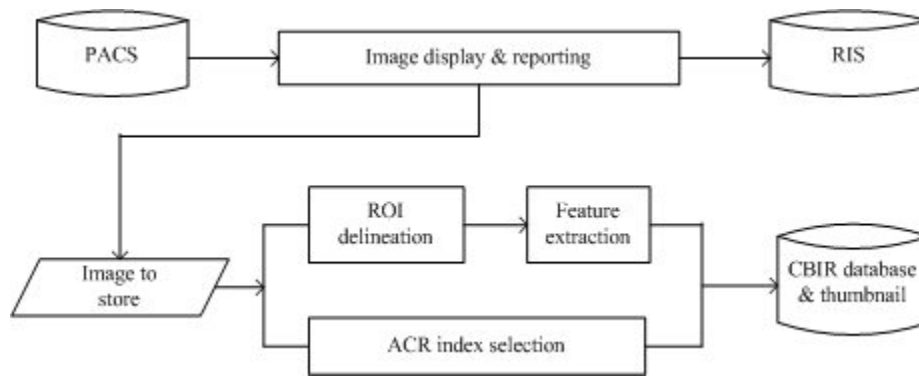 PACS
Image display & reporting
RIS
ROI
delineation
Feature
extraction
Image to
store
CBIR database
& thumbnail
ACR index selection